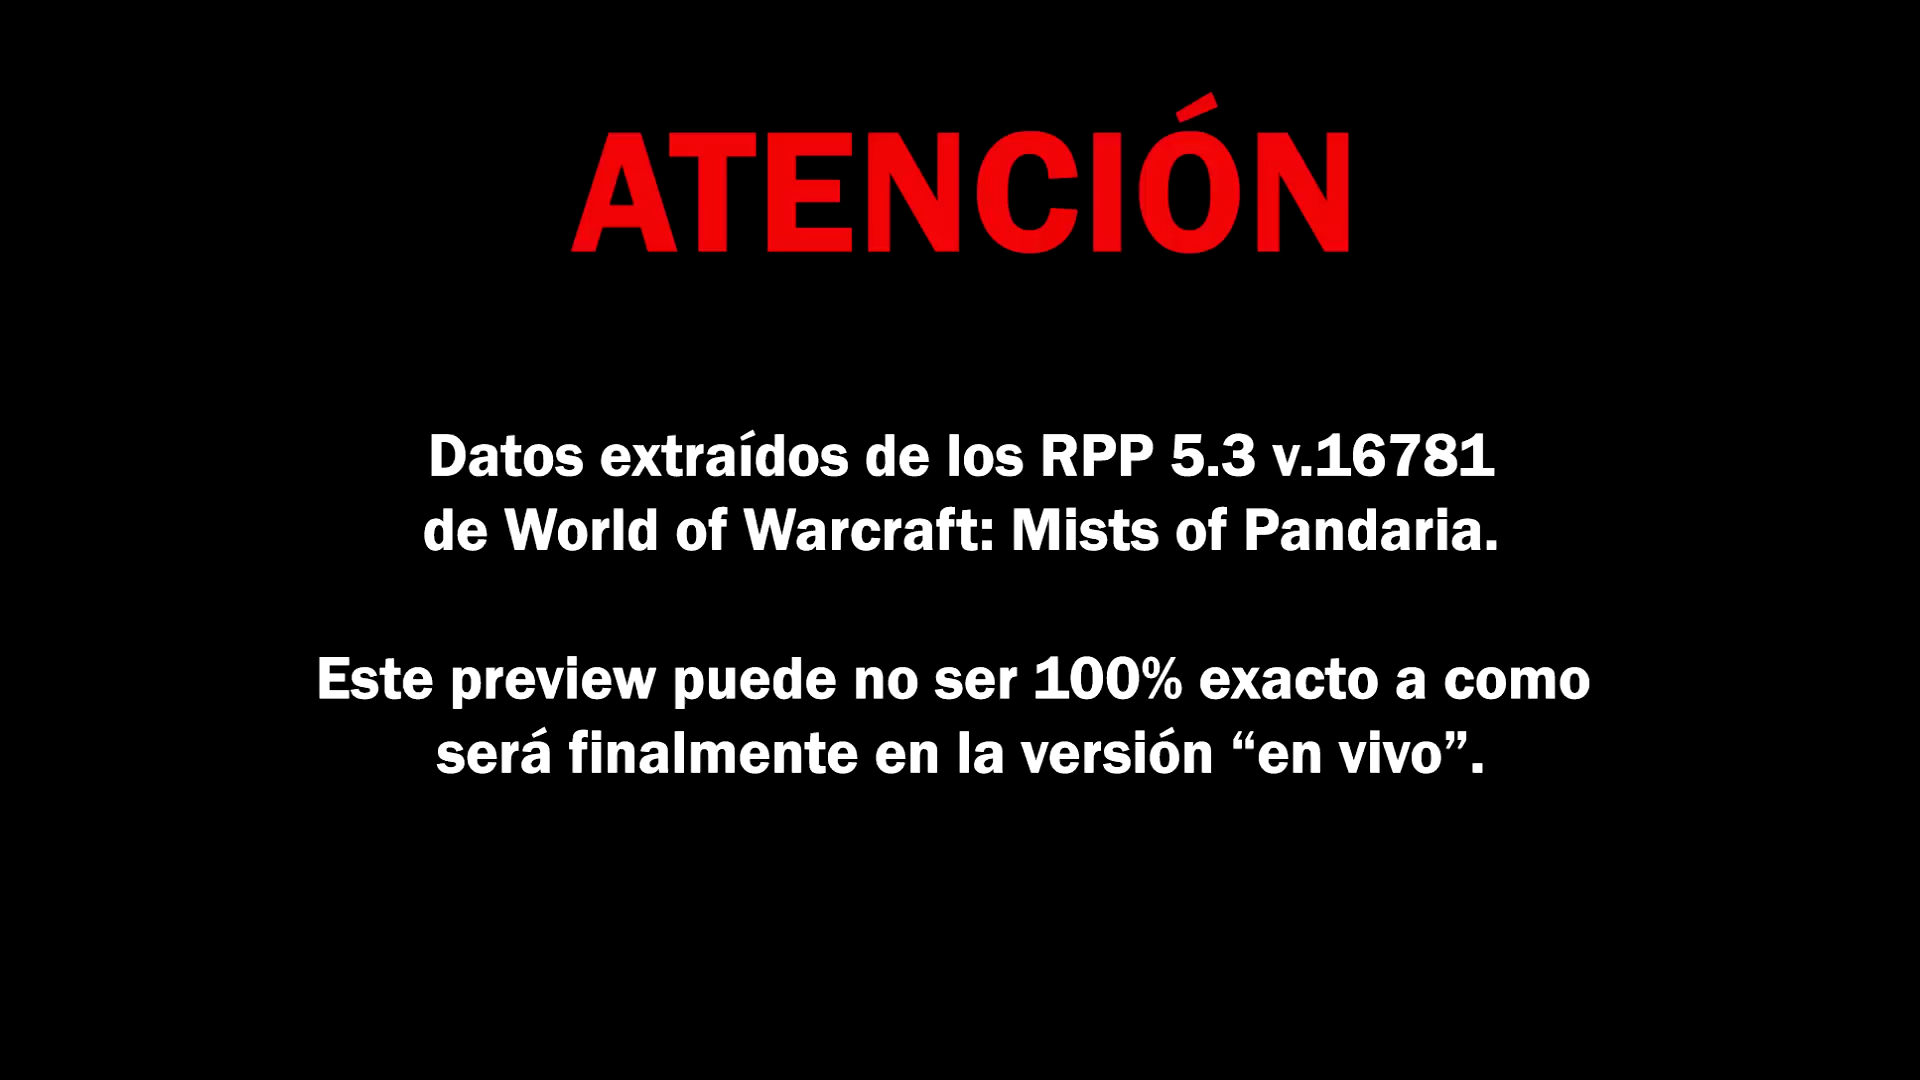 ATENCIÓN
Datos extraídos de los RPP 5.3 v.16781
de World of Warcraft: Mists of Pandaria.
Este preview puede no ser 100% exacto a como
será finalmente en la versión “en vivo”.